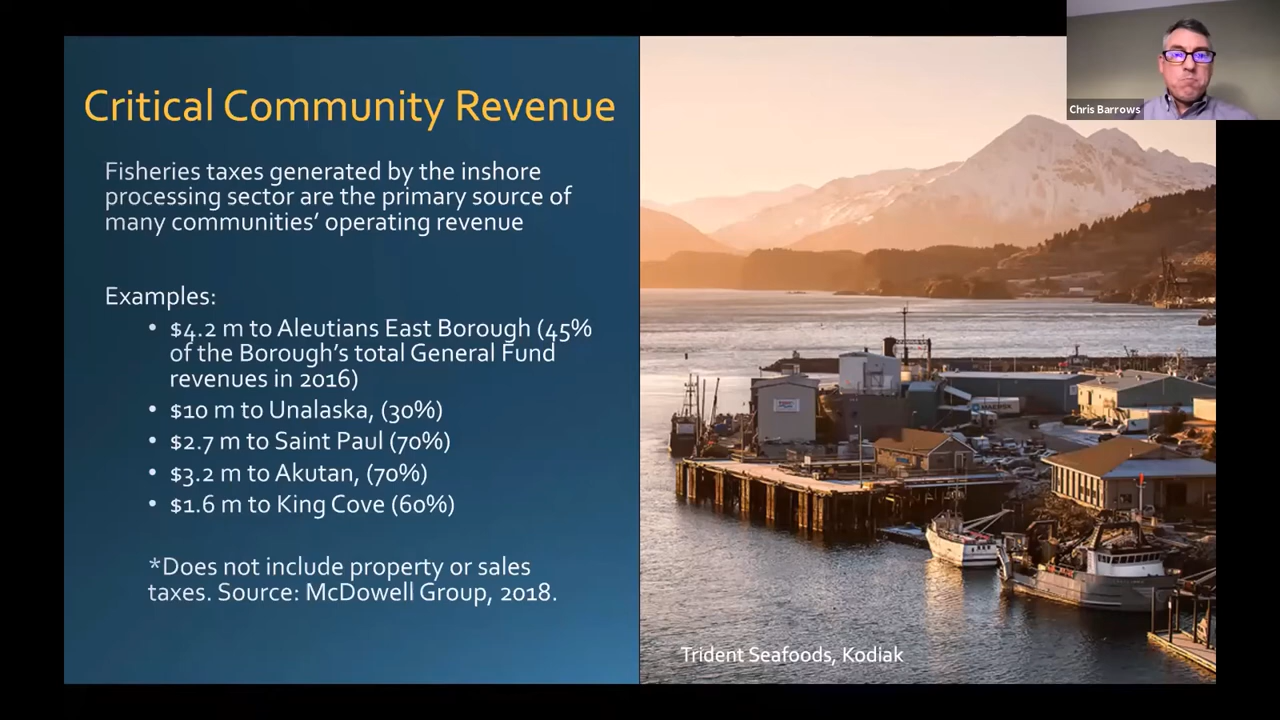 Critical Community Revenue
Fisheries taxes generated by the inshore
processing sector are the primary source of
many communities’ operating revenue
Examples:
• $4.2 m to Aleutians East Borough (45%
of the Borough’s total General Fund
revenues in 2016)
• $10 m to Unalaska, (30%)
• $2.7 m to Saint Paul (70%)
• $3.2 m to Akutan, (70%)
• $1.6 m to King Cove (60%)
*Does not include property or sales
taxes. Source: McDowell Group, 2018.
Chris Barrows
MAERSK
Trident Seafoods, Kodiak